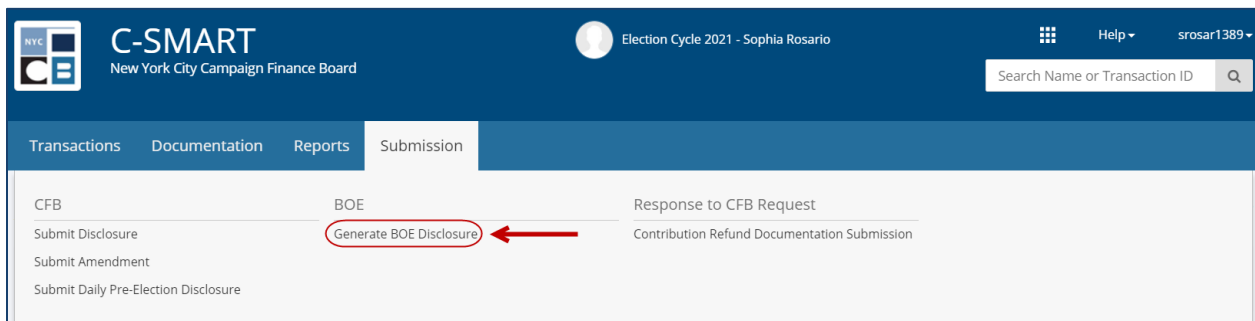 NYC
CB
C-SMART
New York City Campaign Finance Board
Election Cycle 2021 - Sophia Rosario
Help
srosar1389
Search Name or Transaction ID
Transactions Documentation Reports Submission
CFB BOE Response to CFB Request
Submit Disclosure Generate BOE Disclosure Contribution Refund Documentation Submission
Submit Amendment
Submit Daily Pre-Election Disclosure